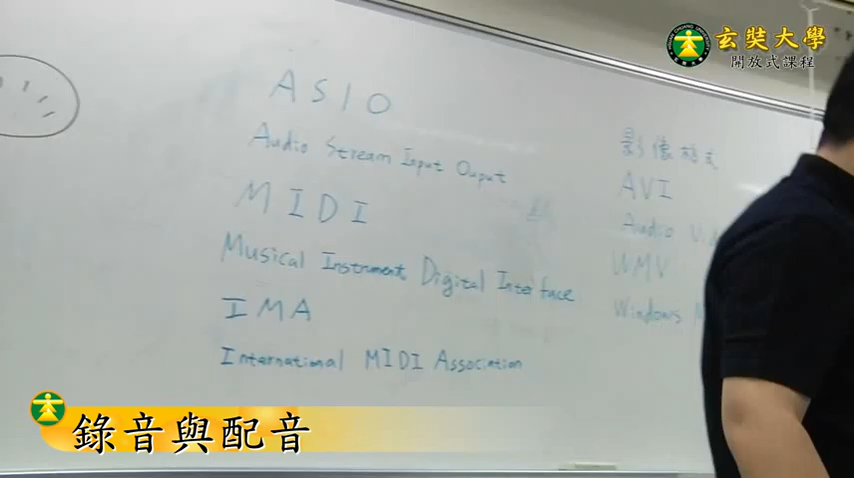 玄奘大學
開放式課程
ASIO
Audio Stream Input Ouput
MIDI
Musical Instrument Digital Interface
IMA
International MIDI Association
影像格式
AVI
Audio
WMV
Windows
錄音與配音